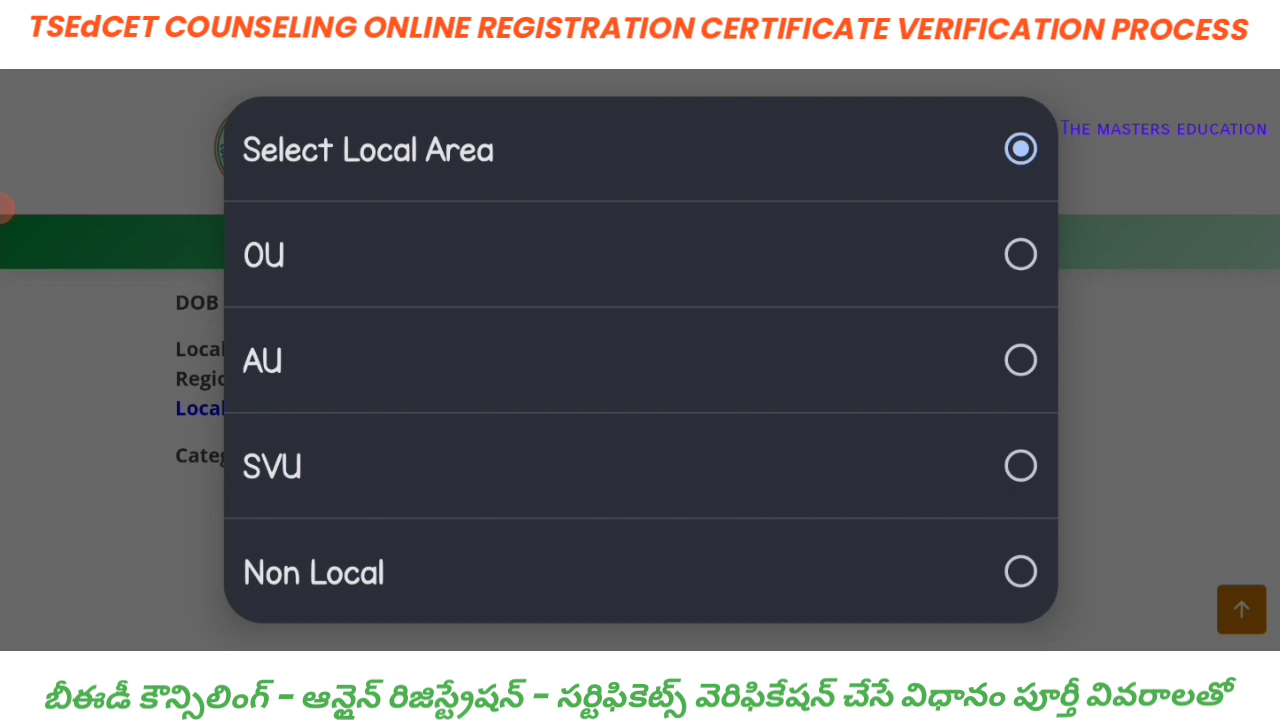 TSEdCET COUNSELING ONLINE REGISTRATION CERTIFICATE VERIFICATION PROCESS
THE MASTERS EDUCATION
Select Local Area
OU
AU
SVU
Non Local
DOB
Local
Local
బీఈడీ కౌన్సిలింగ్ - ఆన్లైన్ రిజిస్ట్రేషన్ - సర్టిఫికెట్స్ వెరిఫికేషన్ చేసే విధానం పూర్తీ వివరాలతో